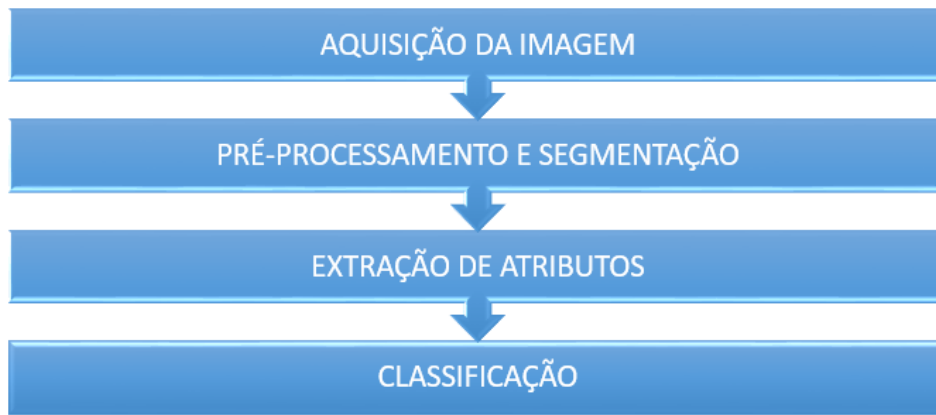 AQUISIÇÃO DA IMAGEM
PRÉ-PROCESSAMENTO E SEGMENTAÇÃO
EXTRAÇÃO DE ATRIBUTOS
CLASSIFICAÇÃO